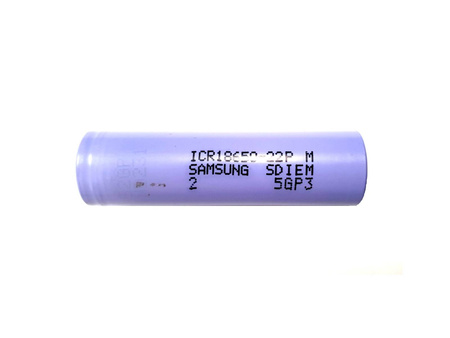 ICR18650-22P M
SAMSUNG SDIEM
2 5GP3